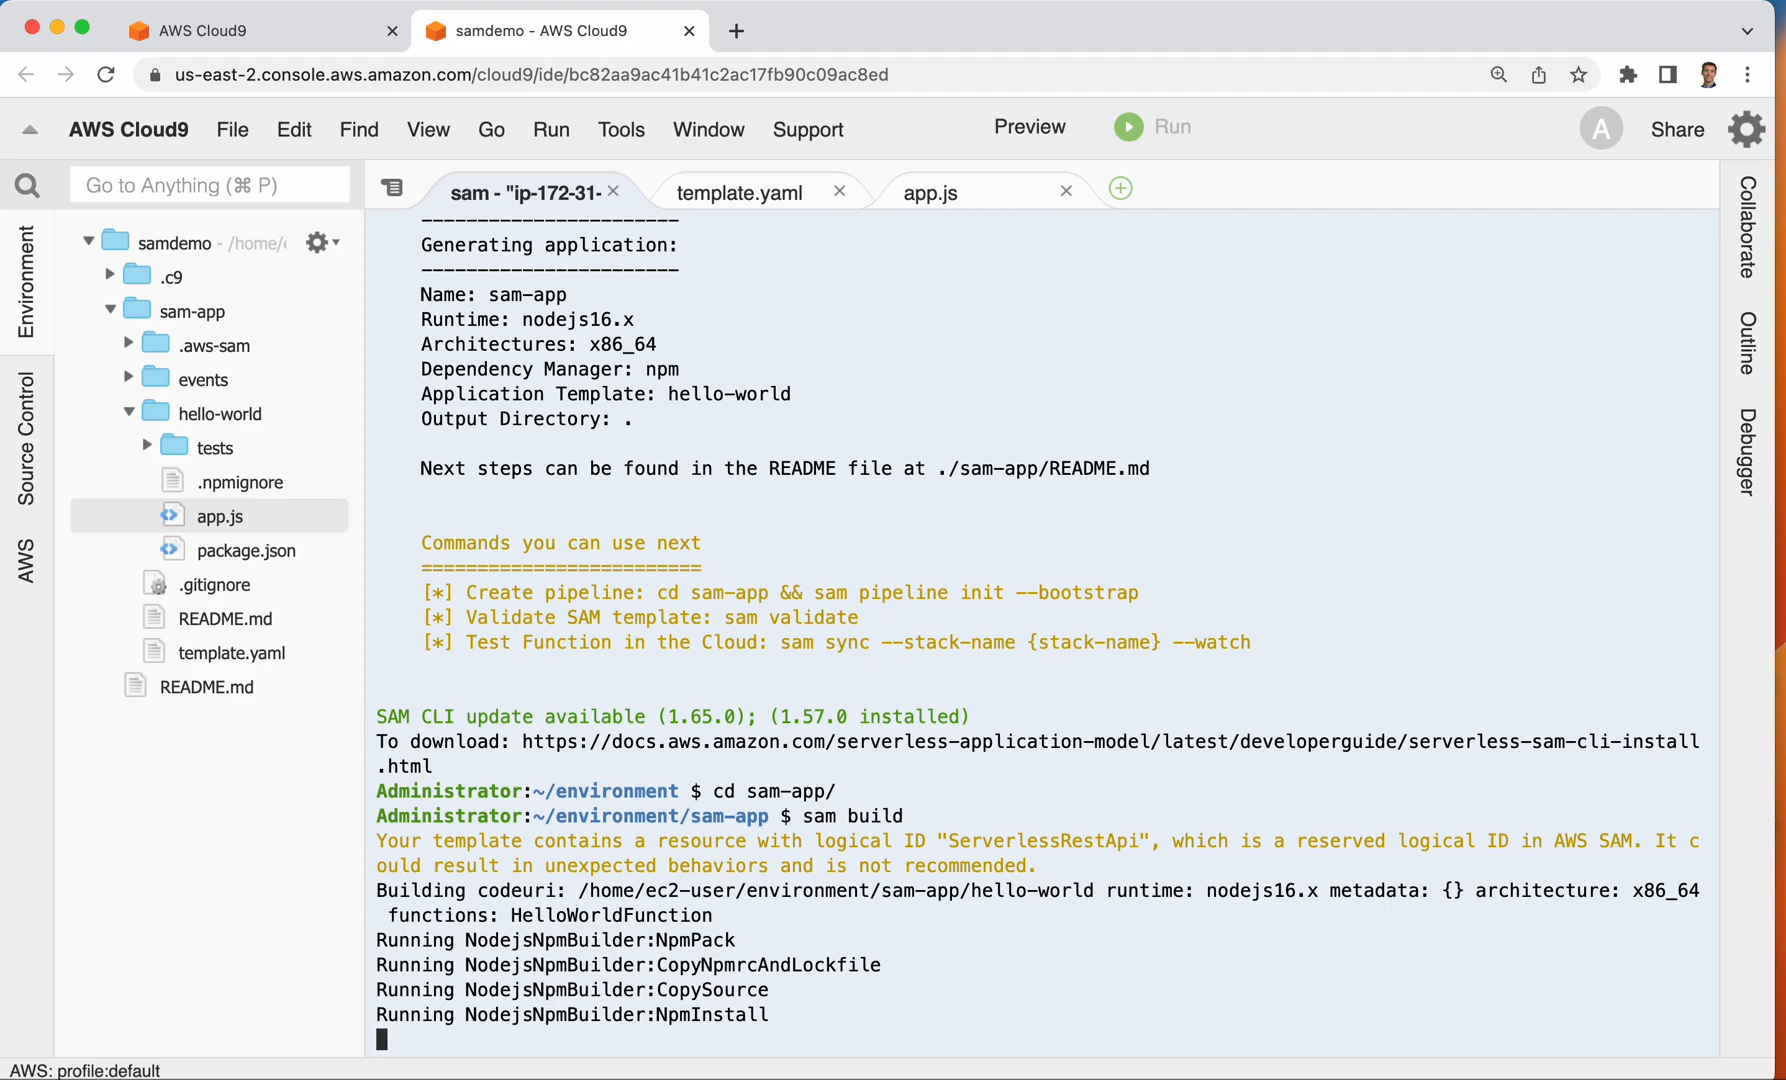 AWS Cloud9
samdemo - AWS Cloud9
us-east-2.console.aws.amazon.com/cloud9/ide/bc82aa9ac41b41c2ac17fb90c09ac8ed
AWS Cloud9 File Edit Find View Go Run Tools Window Support Preview Run A Share
Go to Anything (⌘ P)
sam - "ip-172-31-
template.yaml
app.js
Environment
Source Control
AWS
samdemo - /home/
.c9
sam-app
.aws-sam
events
hello-world
tests
.npmignore
app.js
package.json
.gitignore
README.md
template.yaml
README.md
-----------------------
Generating application:
-----------------------
Name: sam-app
Runtime: nodejs16.x
Architectures: x86_64
Dependency Manager: npm
Application Template: hello-world
Output Directory: .
Next steps can be found in the README file at ./sam-app/README.md
Commands you can use next
=========================
[*] Create pipeline: cd sam-app && sam pipeline init --bootstrap
[*] Validate SAM template: sam validate
[*] Test Function in the Cloud: sam sync --stack-name {stack-name} --watch
SAM CLI update available (1.65.0); (1.57.0 installed)
To download: https://docs.aws.amazon.com/serverless-application-model/latest/developerguide/serverless-sam-cli-install
.html
Administrator:~/environment $ cd sam-app/
Administrator:~/environment/sam-app $ sam build
Your template contains a resource with logical ID "ServerlessRestApi", which is a reserved logical ID in AWS SAM. It c
ould result in unexpected behaviors and is not recommended.
Building codeuri: /home/ec2-user/environment/sam-app/hello-world runtime: nodejs16.x metadata: {} architecture: x86_64
functions: HelloWorldFunction
Running NodejsNpmBuilder:NpmPack
Running NodejsNpmBuilder:CopyNpmrcAndLockfile
Running NodejsNpmBuilder:CopySource
Running NodejsNpmBuilder:NpmInstall
Collaborate
Outline
Debugger
AWS: profile:default